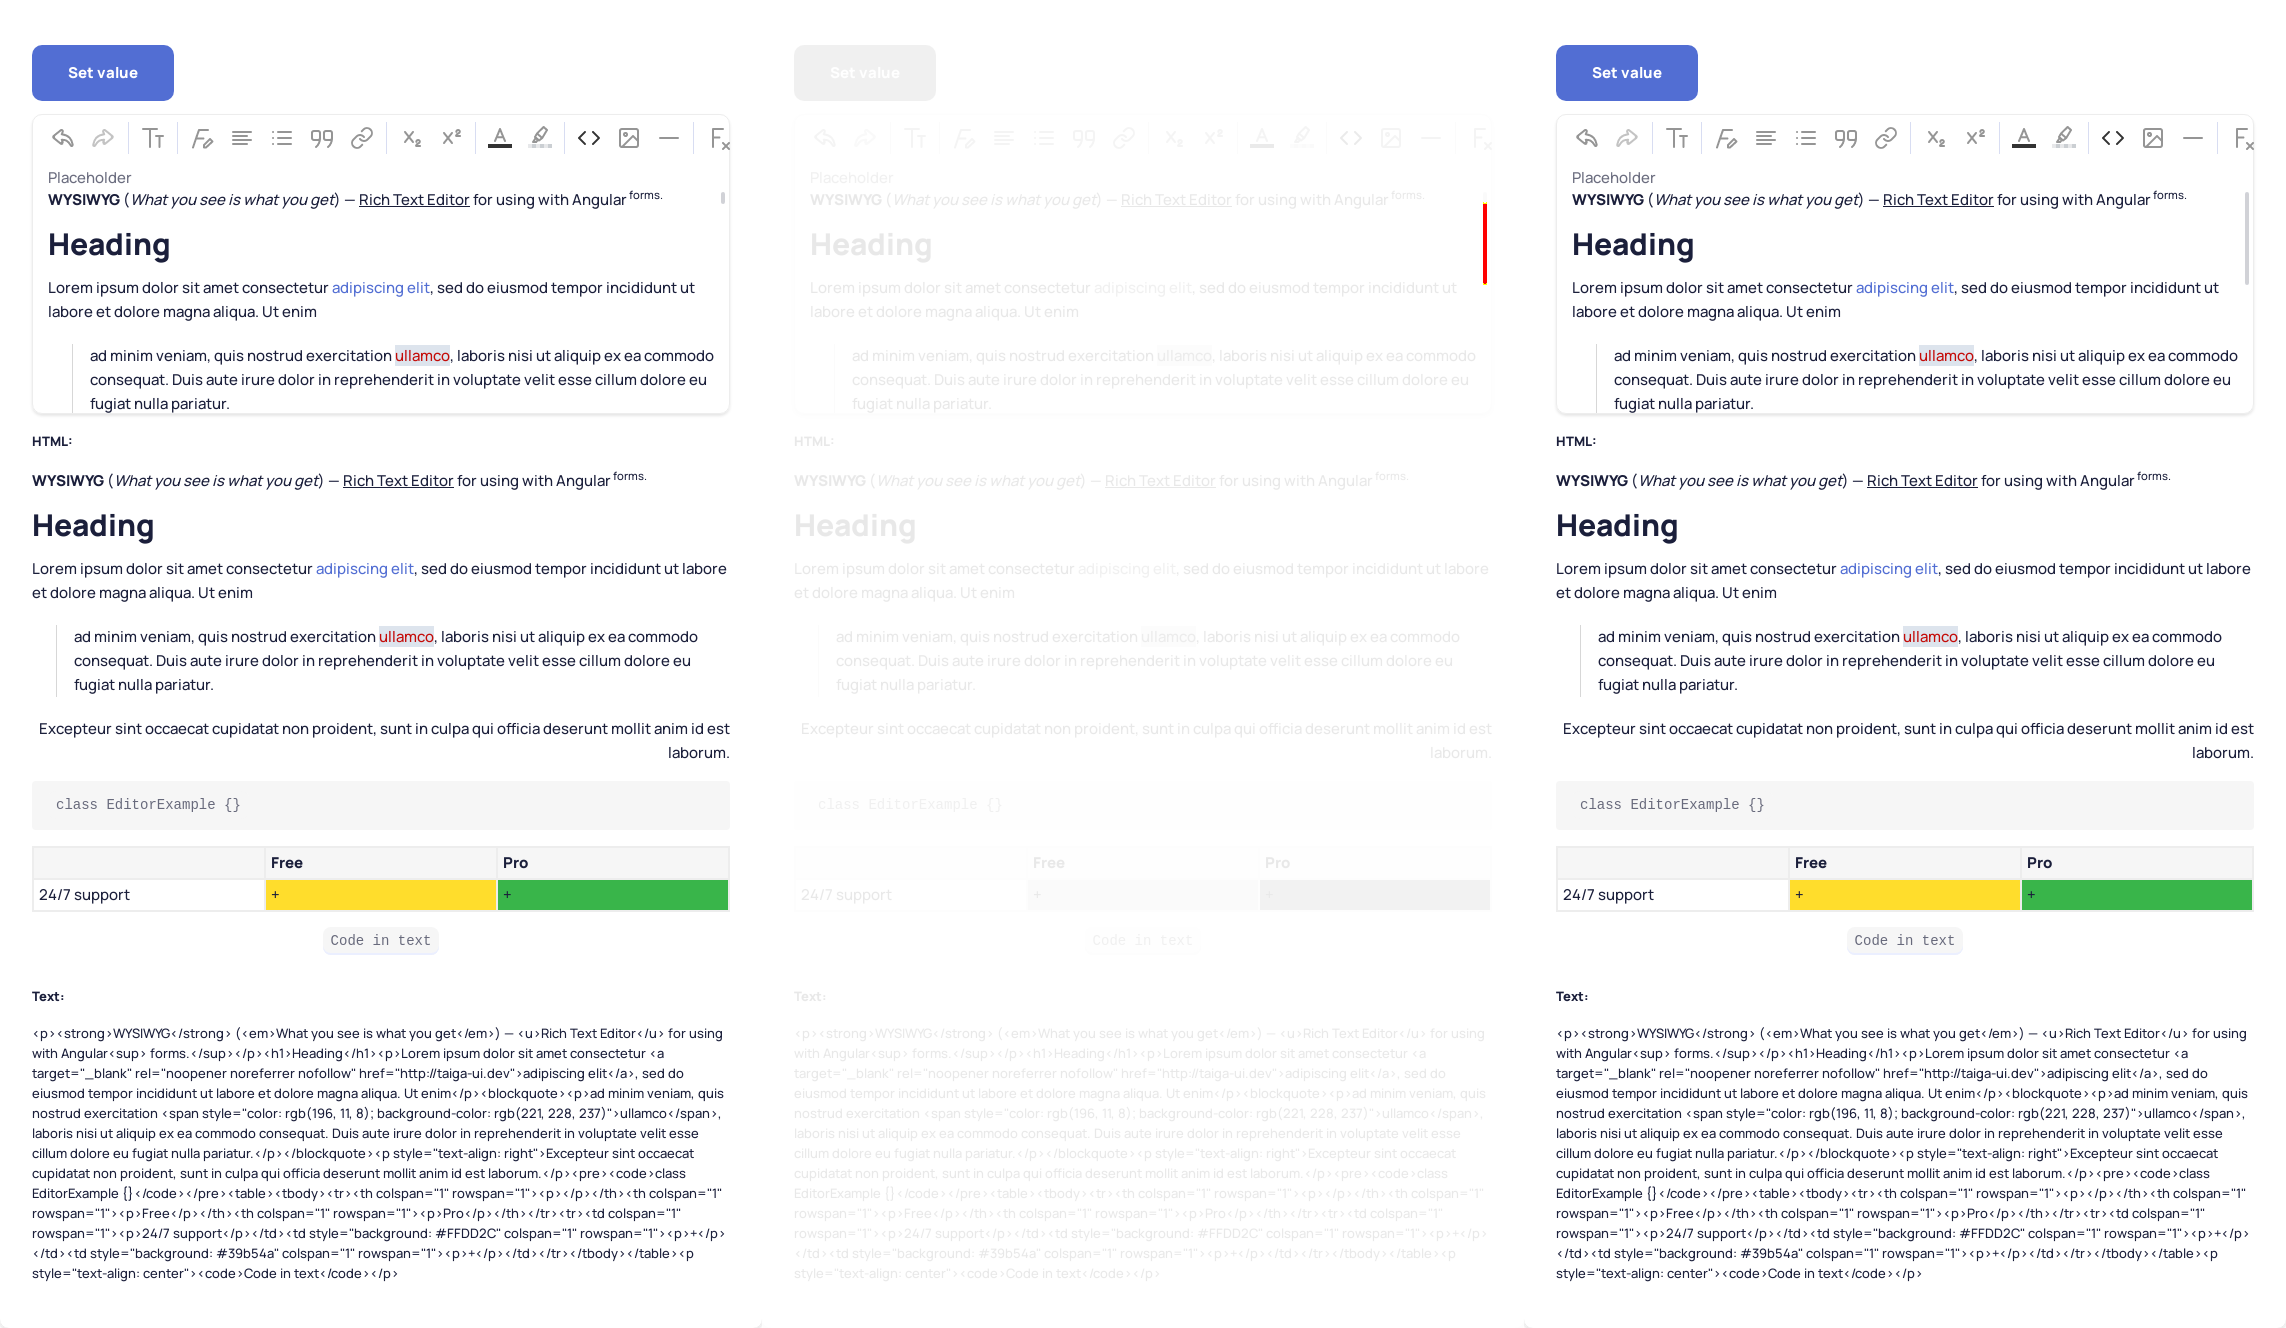 Set value
Placeholder
WYSIWYG (What you see is what you get) — Rich Text Editor for using with Angular forms.
Heading
Lorem ipsum dolor sit amet consectetur adipiscing elit, sed do eiusmod tempor incididunt ut
labore et dolore magna aliqua. Ut enim
ad minim veniam, quis nostrud exercitation ullamco, laboris nisi ut aliquip ex ea commodo
consequat. Duis aute irure dolor in reprehenderit in voluptate velit esse cillum dolore eu
fugiat nulla pariatur.
HTML:
WYSIWYG (What you see is what you get) — Rich Text Editor for using with Angular forms.
Heading
Lorem ipsum dolor sit amet consectetur adipiscing elit, sed do eiusmod tempor incididunt ut labore
et dolore magna aliqua. Ut enim
ad minim veniam, quis nostrud exercitation ullamco, laboris nisi ut aliquip ex ea commodo
consequat. Duis aute irure dolor in reprehenderit in voluptate velit esse cillum dolore eu
fugiat nulla pariatur.
Excepteur sint occaecat cupidatat non proident, sunt in culpa qui officia deserunt mollit anim id est
laborum.
class EditorExample {}
Free Pro
24/7 support + +
Code in text
Text:
<p><strong>WYSIWYG</strong> (<em>What you see is what you get</em>) — <u>Rich Text Editor</u> for using
with Angular<sup> forms.</sup></p><h1>Heading</h1><p>Lorem ipsum dolor sit amet consectetur <a
target="_blank" rel="noopener noreferrer nofollow" href="http://taiga-ui.dev">adipiscing elit</a>, sed do
eiusmod tempor incididunt ut labore et dolore magna aliqua. Ut enim</p><blockquote><p>ad minim veniam, quis
nostrud exercitation <span style="color: rgb(196, 11, 8); background-color: rgb(221, 228, 237)">ullamco</span>,
laboris nisi ut aliquip ex ea commodo consequat. Duis aute irure dolor in reprehenderit in voluptate velit esse
cillum dolore eu fugiat nulla pariatur.</p></blockquote><p style="text-align: right">Excepteur sint occaecat
cupidatat non proident, sunt in culpa qui officia deserunt mollit anim id est laborum.</p><pre><code>class
EditorExample {}</code></pre><table><tbody><tr><th colspan="1" rowspan="1"><p></p></th><th colspan="1"
rowspan="1"><p>Free</p></th><th colspan="1" rowspan="1"><p>Pro</p></th></tr><tr><td colspan="1"
rowspan="1"><p>24/7 support</p></td><td style="background: #FFDD2C" colspan="1" rowspan="1"><p>+</p>
</td><td style="background: #39b54a" colspan="1" rowspan="1"><p>+</p></td></tr></tbody></table><p
style="text-align: center"><code>Code in text</code></p>
Set value
Placeholder
WYSIWYG (What you see is what you get) — Rich Text Editor for using with Angular forms.
Heading
Lorem ipsum dolor sit amet consectetur adipiscing elit, sed do eiusmod tempor incididunt ut
labore et dolore magna aliqua. Ut enim
ad minim veniam, quis nostrud exercitation ullamco, laboris nisi ut aliquip ex ea commodo
consequat. Duis aute irure dolor in reprehenderit in voluptate velit esse cillum dolore eu
fugiat nulla pariatur.
HTML:
WYSIWYG (What you see is what you get) — Rich Text Editor for using with Angular forms.
Heading
Lorem ipsum dolor sit amet consectetur adipiscing elit, sed do eiusmod tempor incididunt ut labore
et dolore magna aliqua. Ut enim
ad minim veniam, quis nostrud exercitation ullamco, laboris nisi ut aliquip ex ea commodo
consequat. Duis aute irure dolor in reprehenderit in voluptate velit esse cillum dolore eu
fugiat nulla pariatur.
Excepteur sint occaecat cupidatat non proident, sunt in culpa qui officia deserunt mollit anim id est
laborum.
class EditorExample {}
Free Pro
24/7 support + +
Code in text
Text:
<p><strong>WYSIWYG</strong> (<em>What you see is what you get</em>) — <u>Rich Text Editor</u> for using
with Angular<sup> forms.</sup></p><h1>Heading</h1><p>Lorem ipsum dolor sit amet consectetur <a
target="_blank" rel="noopener noreferrer nofollow" href="http://taiga-ui.dev">adipiscing elit</a>, sed do
eiusmod tempor incididunt ut labore et dolore magna aliqua. Ut enim</p><blockquote><p>ad minim veniam, quis
nostrud exercitation <span style="color: rgb(196, 11, 8); background-color: rgb(221, 228, 237)">ullamco</span>,
laboris nisi ut aliquip ex ea commodo consequat. Duis aute irure dolor in reprehenderit in voluptate velit esse
cillum dolore eu fugiat nulla pariatur.</p></blockquote><p style="text-align: right">Excepteur sint occaecat
cupidatat non proident, sunt in culpa qui officia deserunt mollit anim id est laborum.</p><pre><code>class
EditorExample {}</code></pre><table><tbody><tr><th colspan="1" rowspan="1"><p></p></th><th colspan="1"
rowspan="1"><p>Free</p></th><th colspan="1" rowspan="1"><p>Pro</p></th></tr><tr><td colspan="1"
rowspan="1"><p>24/7 support</p></td><td style="background: #FFDD2C" colspan="1" rowspan="1"><p>+</p>
</td><td style="background: #39b54a" colspan="1" rowspan="1"><p>+</p></td></tr></tbody></table><p
style="text-align: center"><code>Code in text</code></p>
Set value
Placeholder
WYSIWYG (What you see is what you get) — Rich Text Editor for using with Angular forms.
Heading
Lorem ipsum dolor sit amet consectetur adipiscing elit, sed do eiusmod tempor incididunt ut
labore et dolore magna aliqua. Ut enim
ad minim veniam, quis nostrud exercitation ullamco, laboris nisi ut aliquip ex ea commodo
consequat. Duis aute irure dolor in reprehenderit in voluptate velit esse cillum dolore eu
fugiat nulla pariatur.
HTML:
WYSIWYG (What you see is what you get) — Rich Text Editor for using with Angular forms.
Heading
Lorem ipsum dolor sit amet consectetur adipiscing elit, sed do eiusmod tempor incididunt ut labore
et dolore magna aliqua. Ut enim
ad minim veniam, quis nostrud exercitation ullamco, laboris nisi ut aliquip ex ea commodo
consequat. Duis aute irure dolor in reprehenderit in voluptate velit esse cillum dolore eu
fugiat nulla pariatur.
Excepteur sint occaecat cupidatat non proident, sunt in culpa qui officia deserunt mollit anim id est
laborum.
class EditorExample {}
Free Pro
24/7 support + +
Code in text
Text:
<p><strong>WYSIWYG</strong> (<em>What you see is what you get</em>) — <u>Rich Text Editor</u> for using
with Angular<sup> forms.</sup></p><h1>Heading</h1><p>Lorem ipsum dolor sit amet consectetur <a
target="_blank" rel="noopener noreferrer nofollow" href="http://taiga-ui.dev">adipiscing elit</a>, sed do
eiusmod tempor incididunt ut labore et dolore magna aliqua. Ut enim</p><blockquote><p>ad minim veniam, quis
nostrud exercitation <span style="color: rgb(196, 11, 8); background-color: rgb(221, 228, 237)">ullamco</span>,
laboris nisi ut aliquip ex ea commodo consequat. Duis aute irure dolor in reprehenderit in voluptate velit esse
cillum dolore eu fugiat nulla pariatur.</p></blockquote><p style="text-align: right">Excepteur sint occaecat
cupidatat non proident, sunt in culpa qui officia deserunt mollit anim id est laborum.</p><pre><code>class
EditorExample {}</code></pre><table><tbody><tr><th colspan="1" rowspan="1"><p></p></th><th colspan="1"
rowspan="1"><p>Free</p></th><th colspan="1" rowspan="1"><p>Pro</p></th></tr><tr><td colspan="1"
rowspan="1"><p>24/7 support</p></td><td style="background: #FFDD2C" colspan="1" rowspan="1"><p>+</p>
</td><td style="background: #39b54a" colspan="1" rowspan="1"><p>+</p></td></tr></tbody></table><p
style="text-align: center"><code>Code in text</code></p>